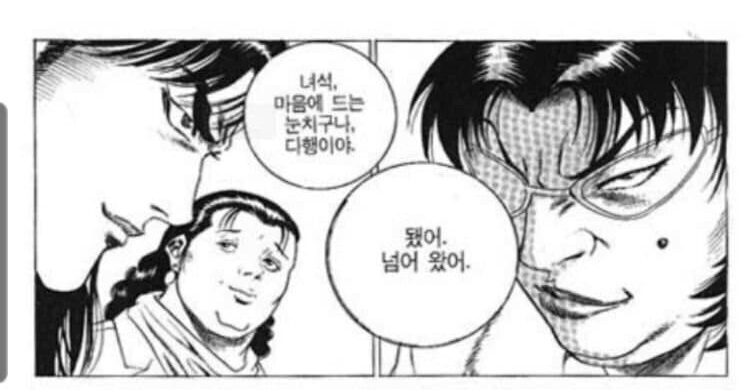 녀석,
마음에 드는
눈치구나,
다행이야.
됐어.
넘어 왔어.